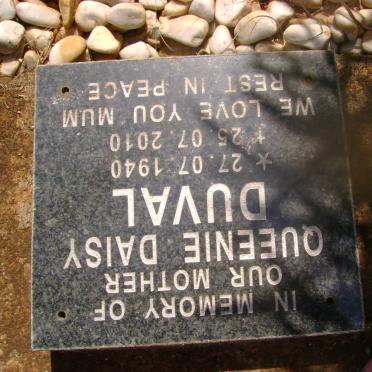 IN MEMORY OF
OUR MOTHER
QUEENIE DAISY
DUVAL
★ 27.07.1940
✝ 25.07.2010
WE LOVE YOU MUM
REST IN PEACE